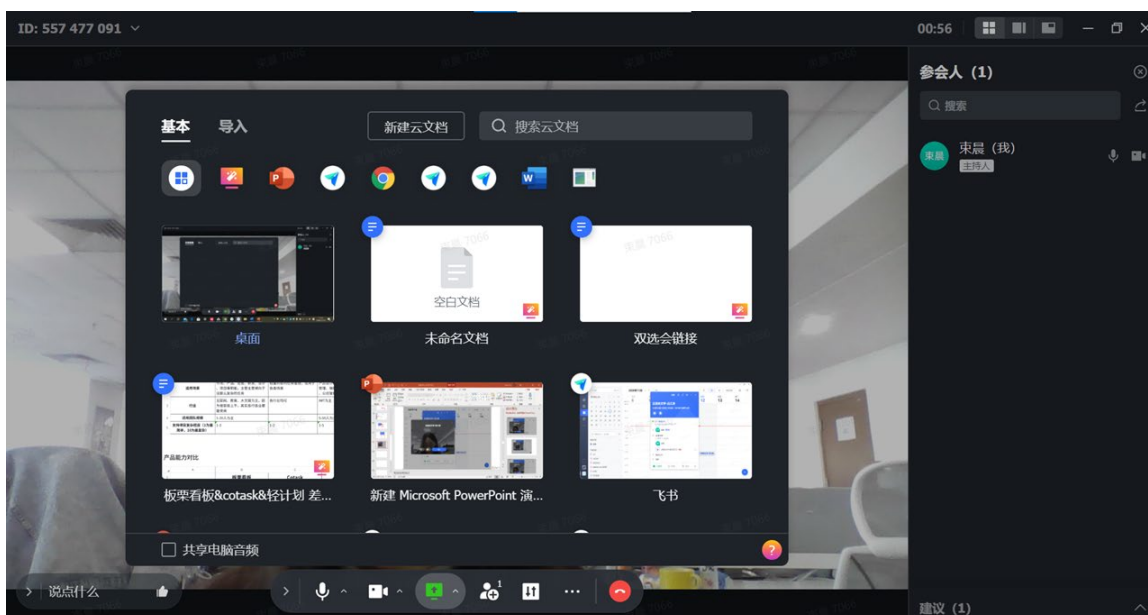 ID: 557 477 091
00:56
参会人 (1)
搜索
束晨
束晨 (我)
主持人
基本
导入
新建云文档
搜索云文档
桌面
空白文档
未命名文档
双选会链接
产品能力对比
板栗看板&cotask&轻计划 差...
新建 Microsoft PowerPoint 演...
飞书
共享电脑音频
说点什么
1
建议 (1)